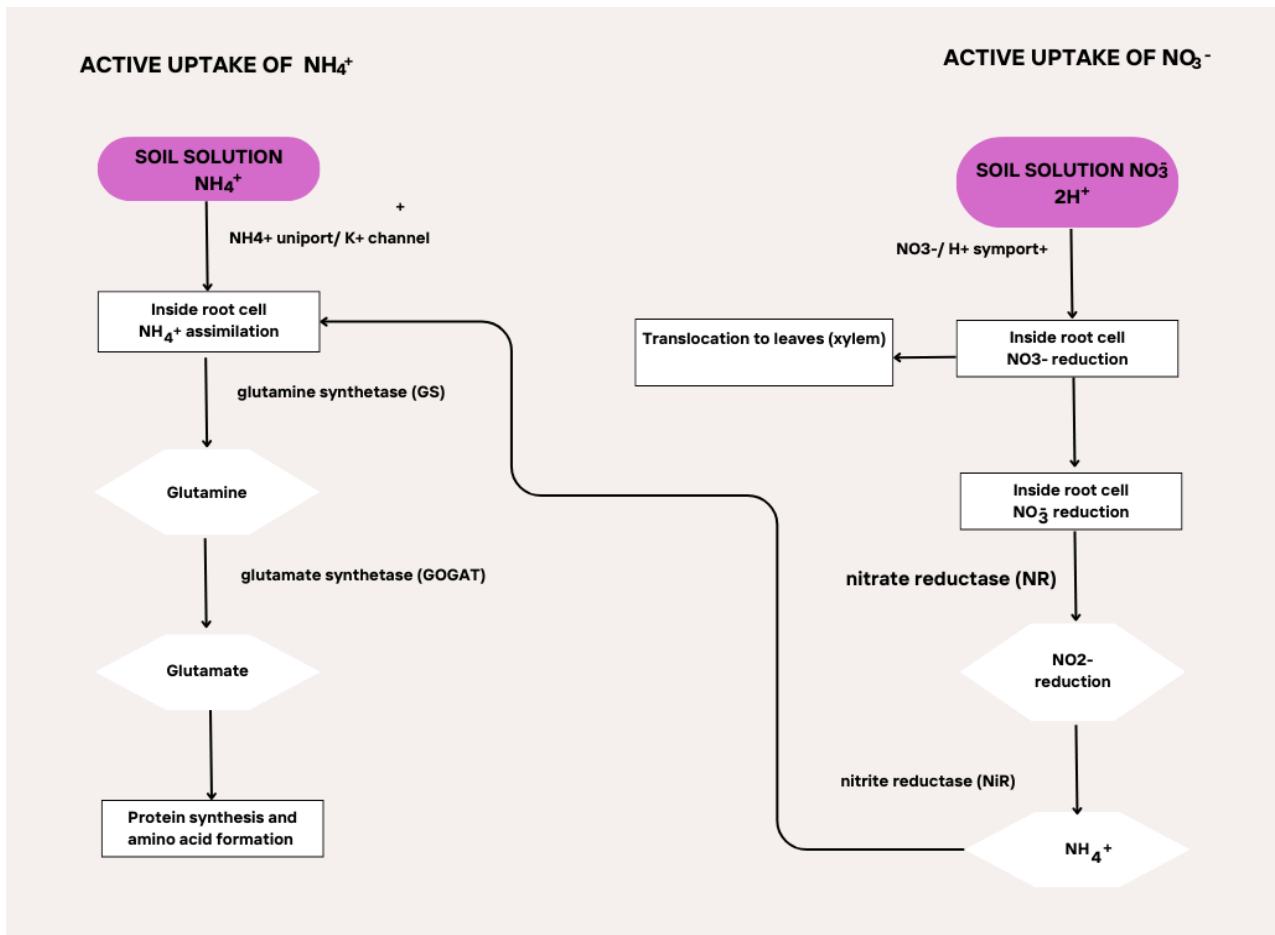 ACTIVE UPTAKE OF NH₄⁺
SOIL SOLUTION
NH₄⁺
+
NH4+ uniport/ K+ channel
Inside root cell
NH₄+ assimilation
glutamine synthetase (GS)
Glutamine
glutamate synthetase (GOGAT)
Glutamate
Protein synthesis and
amino acid formation
ACTIVE UPTAKE OF NO₃⁻
SOIL SOLUTION NO₃⁻
2H⁺
NO3-/ H+ symport+
Inside root cell
NO3- reduction
Translocation to leaves (xylem)
Inside root cell
NO₃⁻ reduction
nitrate reductase (NR)
NO2-
reduction
nitrite reductase (NiR)
NH₄⁺